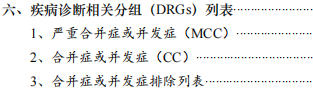 六、疾病诊断相关分组（DRGs）列表……………………
1、严重合并症或并发症（MCC）……………………
2、合并症或并发症（CC）……………………………
3、合并症或并发症排除列表…………………………